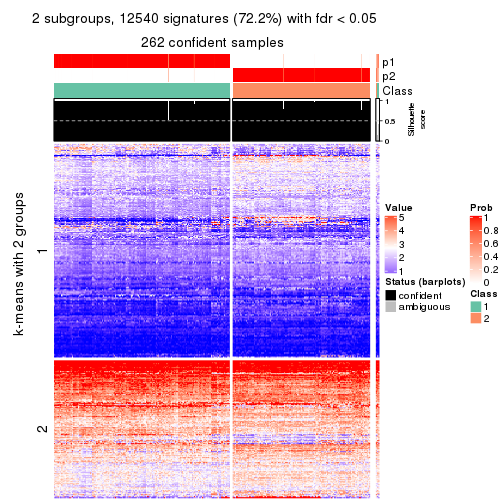 2 subgroups, 12540 signatures (72.2%) with fdr < 0.05
262 confident samples
p1
p2
Class
1
0.5
0
Silhouette
score
k-means with 2 groups
1
2
Value
5
4
3
2
1
Prob
1
0.8
0.6
0.4
0.2
0
Status (barplots)
confident
ambiguous
Class
1
2